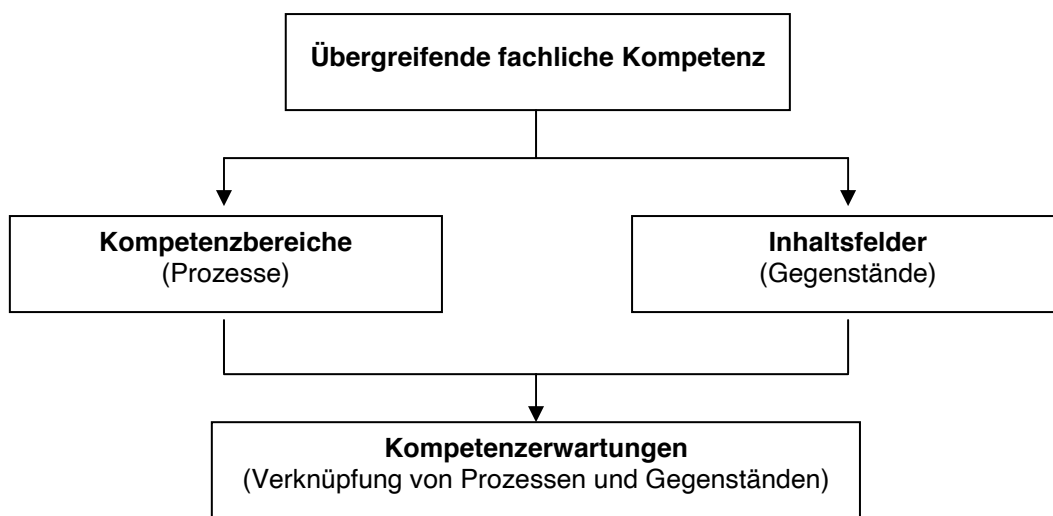 Übergreifende fachliche Kompetenz
Kompetenzbereiche
(Prozesse)
Inhaltsfelder
(Gegenstände)
Kompetenzerwartungen
(Verknüpfung von Prozessen und Gegenständen)